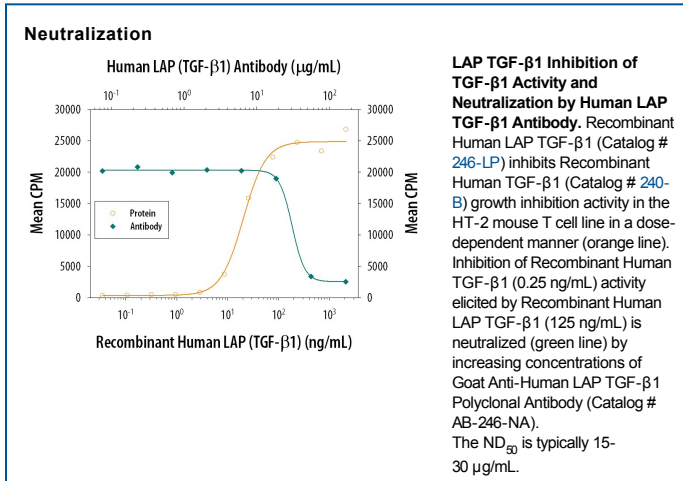 Neutralization
Human LAP (TGF-β1) Antibody (µg/mL)
10⁻¹ 10⁰ 10¹ 10²
30000 30000
25000 25000
20000 20000
15000 15000
10000 10000
5000 5000
0 0
Mean CPM
Mean CPM
Protein
Antibody
10⁻¹ 10⁰ 10¹ 10² 10³
Recombinant Human LAP (TGF-β1) (ng/mL)
LAP TGF-β1 Inhibition of
TGF-β1 Activity and
Neutralization by Human LAP
TGF-β1 Antibody. Recombinant
Human LAP TGF-β1 (Catalog #
246-LP) inhibits Recombinant
Human TGF-β1 (Catalog # 240-
B) growth inhibition activity in the
HT-2 mouse T cell line in a dose-
dependent manner (orange line).
Inhibition of Recombinant Human
TGF-β1 (0.25 ng/mL) activity
elicited by Recombinant Human
LAP TGF-β1 (125 ng/mL) is
neutralized (green line) by
increasing concentrations of
Goat Anti-Human LAP TGF-β1
Polyclonal Antibody (Catalog #
AB-246-NA).
The ND₅₀ is typically 15-
30 µg/mL.